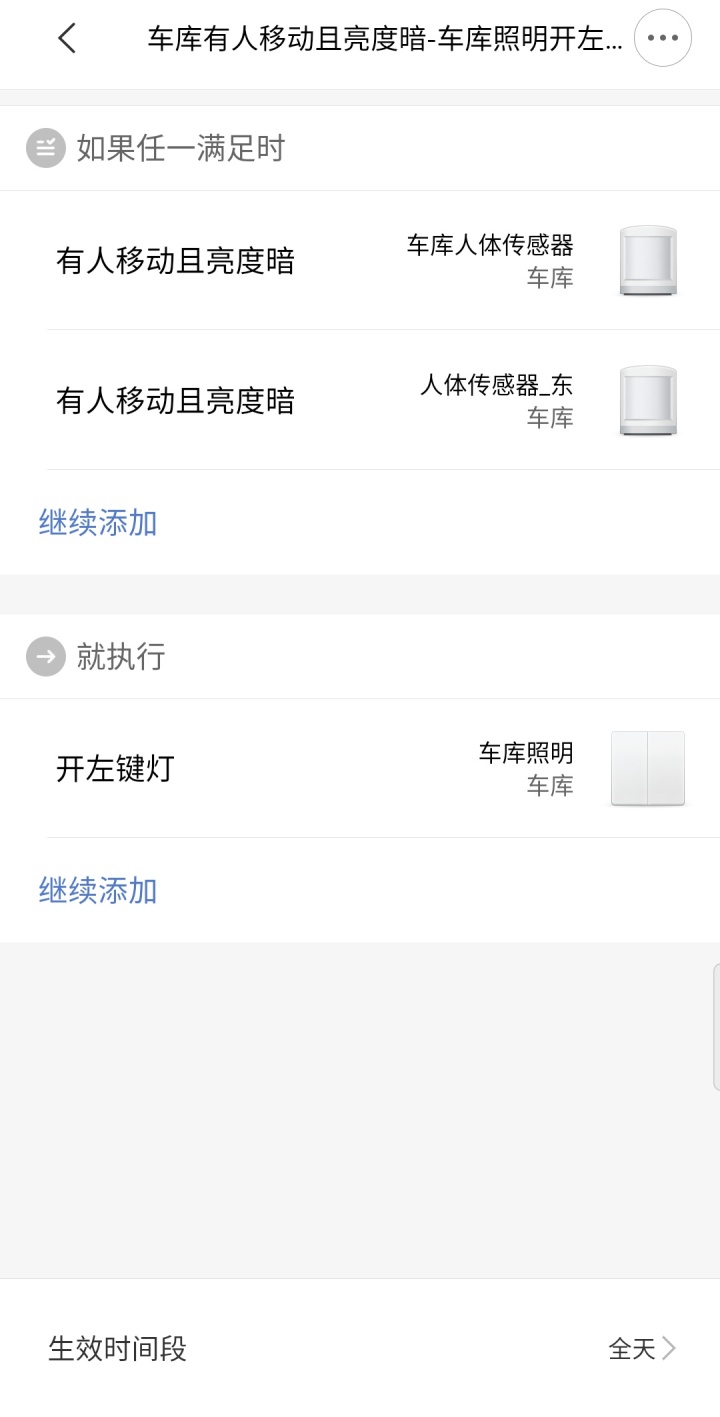 车库有人移动且亮度暗-车库照明开左...
如果任一满足时
有人移动且亮度暗
车库人体传感器
车库
有人移动且亮度暗
人体传感器_东
车库
继续添加
就执行
开左键灯
车库照明
车库
继续添加
生效时间段
全天